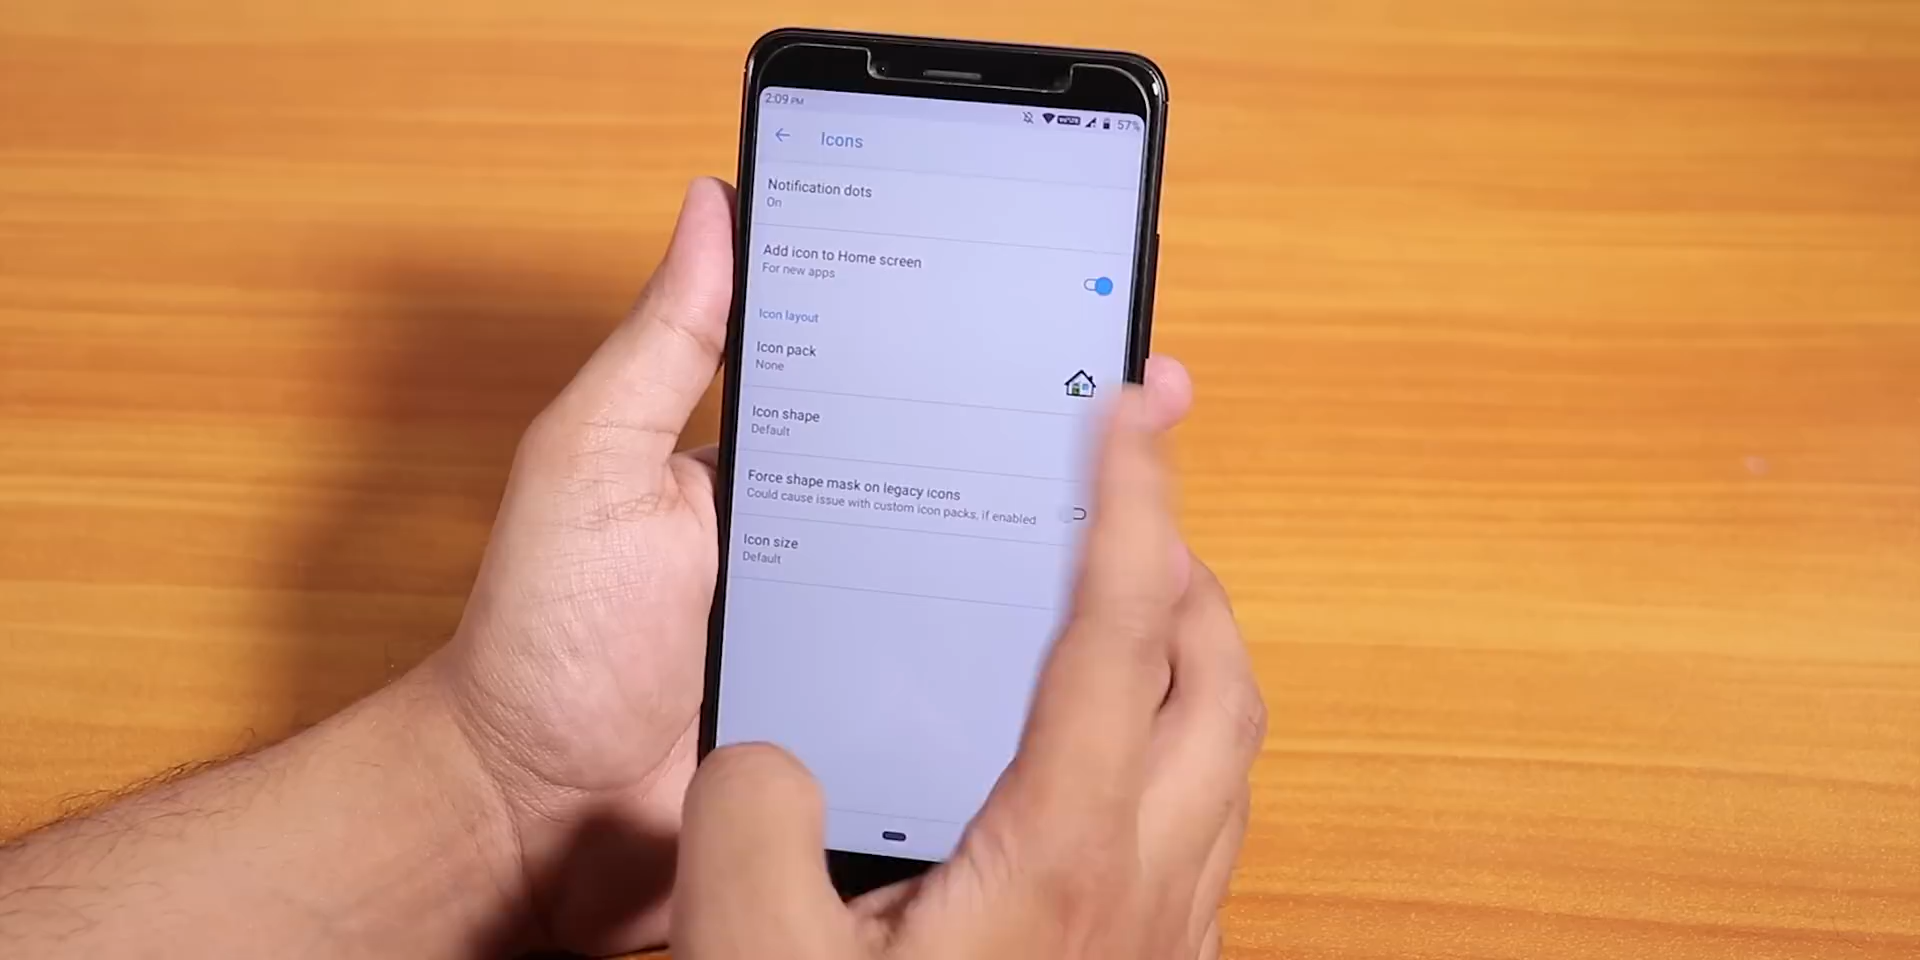 2:09 PM
57%
Icons
Notification dots
On
Add icon to Home screen
For new apps
Icon layout
Icon pack
None
Icon shape
Default
Force shape mask on legacy icons
Could cause issue with custom icon packs, if enabled
Icon size
Default